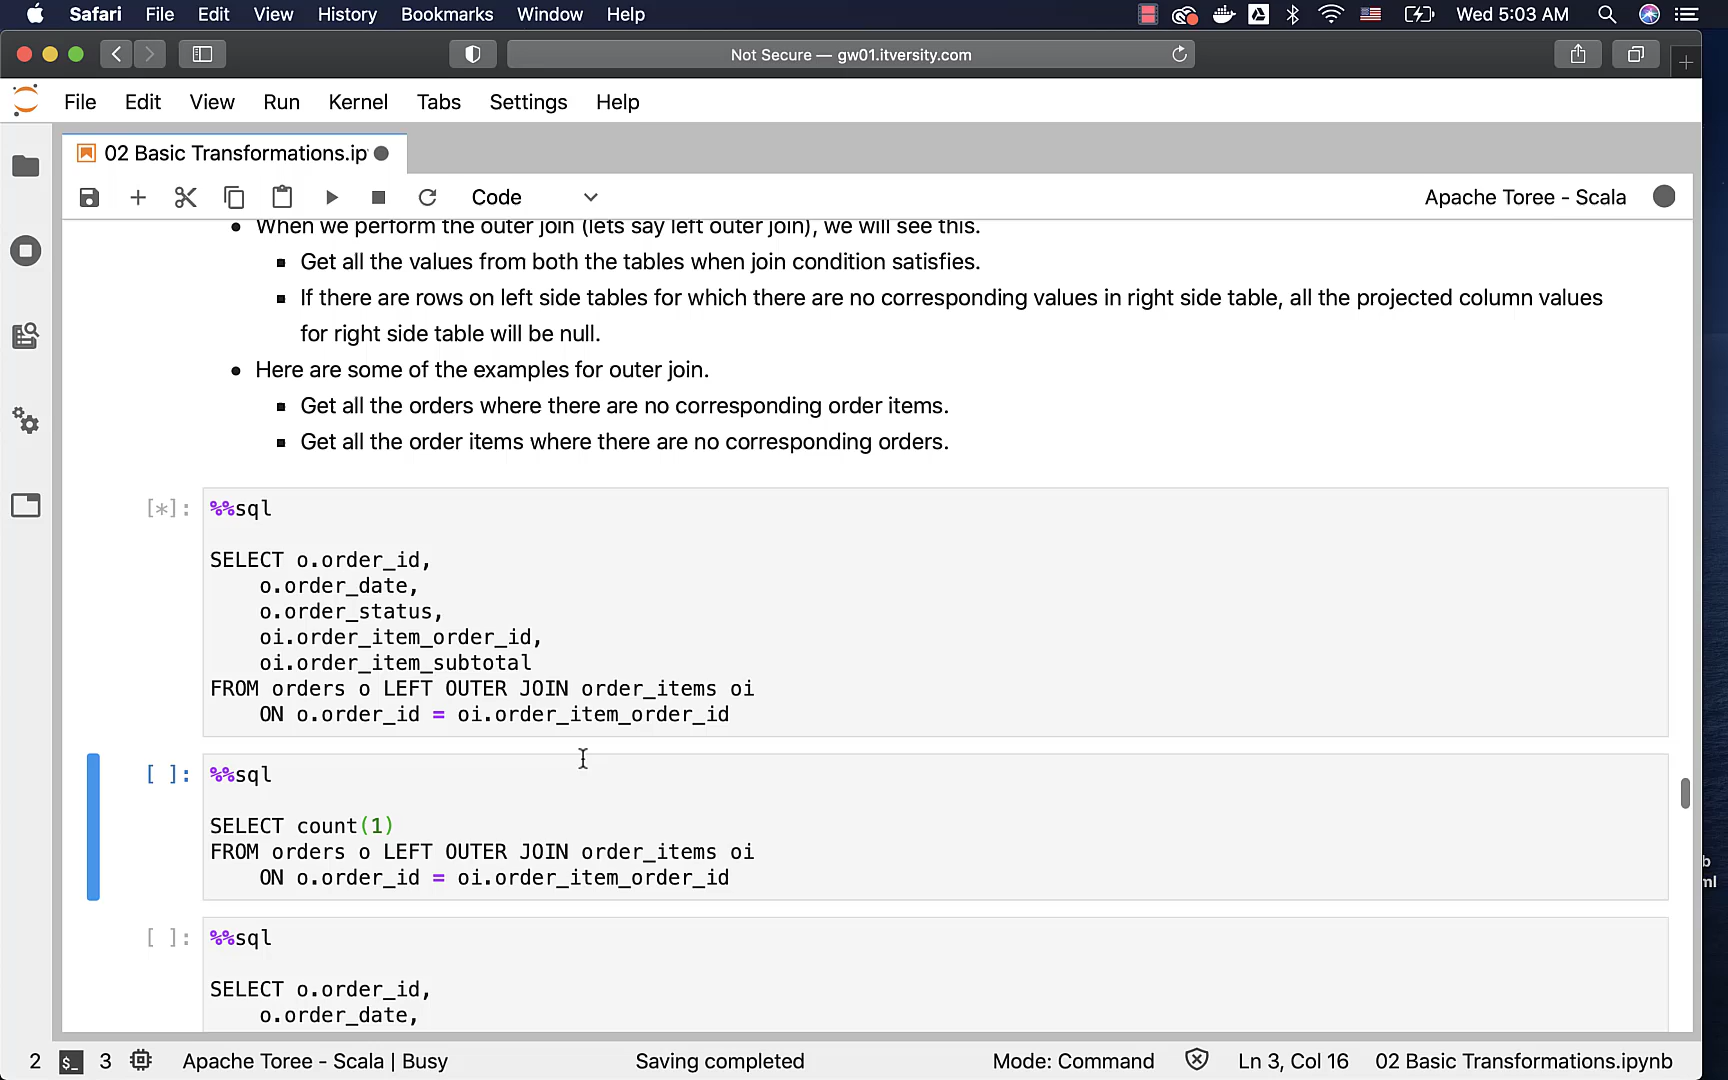 Safari File Edit View History Bookmarks Window Help Wed 5:03 AM
Not Secure — gw01.itversity.com
File Edit View Run Kernel Tabs Settings Help
02 Basic Transformations.ip
Code Apache Toree - Scala
• When we perform the outer join (lets say left outer join), we will see this.
▪ Get all the values from both the tables when join condition satisfies.
▪ If there are rows on left side tables for which there are no corresponding values in right side table, all the projected column values
for right side table will be null.
• Here are some of the examples for outer join.
▪ Get all the orders where there are no corresponding order items.
▪ Get all the order items where there are no corresponding orders.
[*]: %%sql
SELECT o.order_id,
o.order_date,
o.order_status,
oi.order_item_order_id,
oi.order_item_subtotal
FROM orders o LEFT OUTER JOIN order_items oi
ON o.order_id = oi.order_item_order_id
[ ]: %%sql
SELECT count(1)
FROM orders o LEFT OUTER JOIN order_items oi
ON o.order_id = oi.order_item_order_id
[ ]: %%sql
SELECT o.order_id,
o.order_date,
b
ml
2 $_ 3 Apache Toree - Scala | Busy Saving completed Mode: Command Ln 3, Col 16 02 Basic Transformations.ipynb